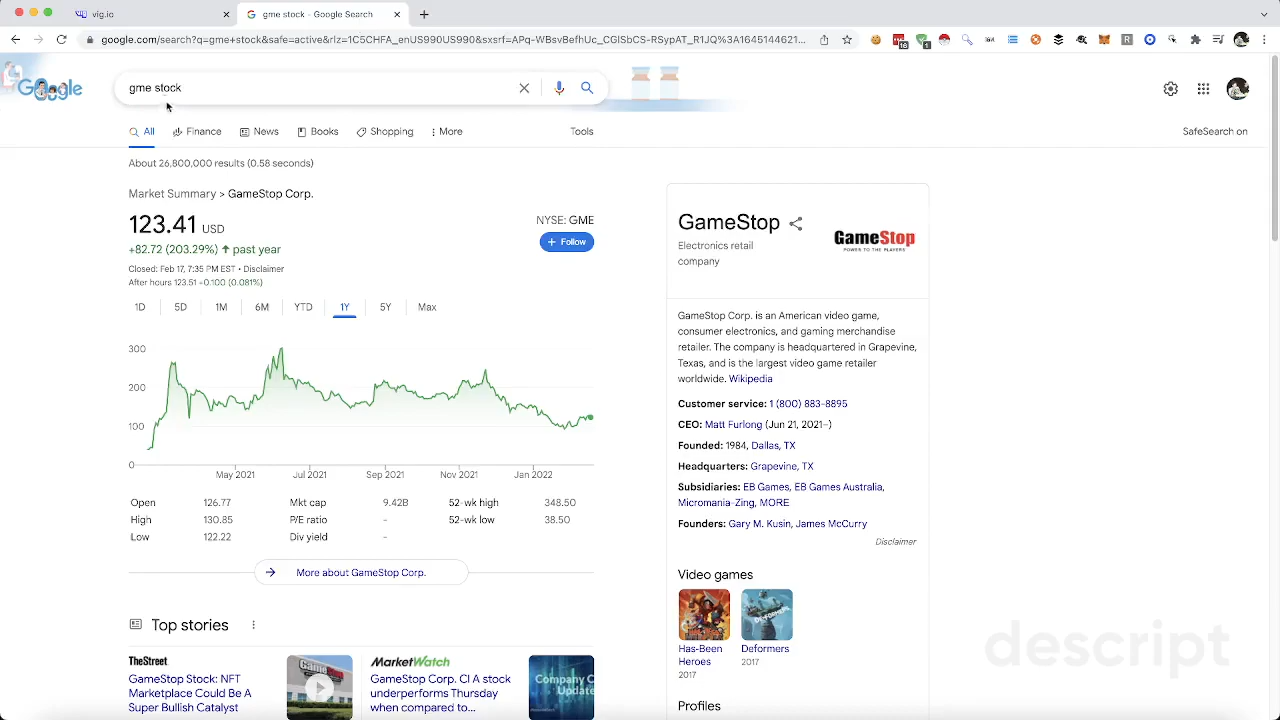 vig.io
gme stock - Google Search
google.com/search?q=gme+stock&safe=active&rlz=1C5CHFA_enUS990US990&sxsrf=APq-WBsvBefhUc_CGISbCS-RSypAT_R1JQ%3A1645144621...
Google
gme stock
All
Finance
News
Books
Shopping
More
Tools
SafeSearch on
About 26,800,000 results (0.58 seconds)
Market Summary > GameStop Corp.
123.41 USD
NYSE: GME
past year
+ Follow
Closed: Feb 17, 7:35 PM EST • Disclaimer
After hours 123.51 −0.100 (0.081%)
1D
5D
1M
6M
YTD
1Y
5Y
Max
300
200
100
0
May 2021
Jul 2021
Sep 2021
Nov 2021
Jan 2022
Open 126.77 Mkt cap 9.42B 52-wk high 348.50
High 130.85 P/E ratio - 52-wk low 38.50
Low 122.22 Div yield -
More about GameStop Corp.
Top stories
TheStreet
GameStop Stock: NFT
Marketplace Could Be A
Super Bullish Catalyst
Game
MarketWatch
GameStop Corp. Cl A stock
underperforms Thursday
when compared to...
Company
Update
GameStop
Electronics retail
company
GameStop
POWER TO THE PLAYERS
GameStop Corp. is an American video game,
consumer electronics, and gaming merchandise
retailer. The company is headquartered in Grapevine,
Texas, and is the largest video game retailer
worldwide. Wikipedia
Customer service: 1 (800) 883-8895
CEO: Matt Furlong (Jun 21, 2021–)
Founded: 1984, Dallas, TX
Headquarters: Grapevine, TX
Subsidiaries: EB Games, EB Games Australia,
Micromania-Zing, MORE
Founders: Gary M. Kusin, James McCurry
Disclaimer
Video games
Has-Been
Heroes
2017
Deformers
2017
Profiles
descript